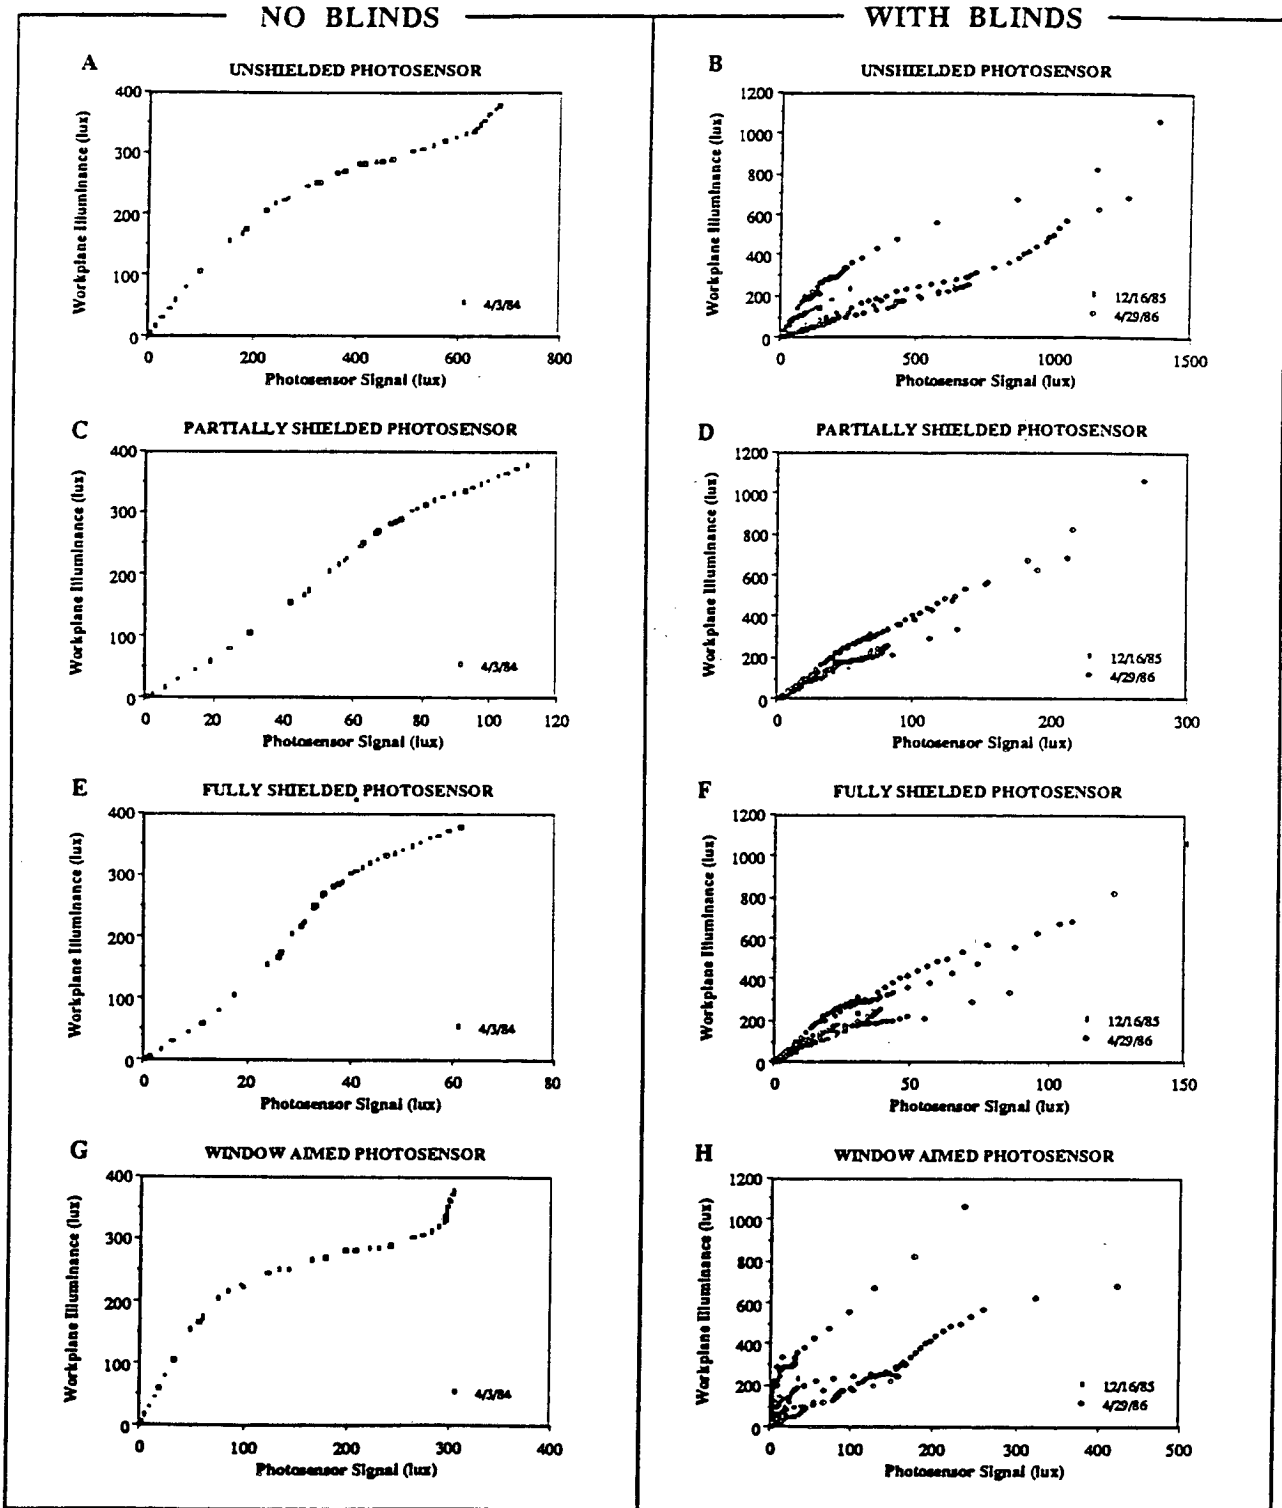 NO BLINDS
WITH BLINDS
A
UNSHIELDED PHOTOSENSOR
Workplane Illuminance (lux)
400
300
200
100
0
0 200 400 600 800
Photosensor Signal (lux)
4/3/84
B
UNSHIELDED PHOTOSENSOR
Workplane Illuminance (lux)
1200
1000
800
600
400
200
0
0 500 1000 1500
Photosensor Signal (lux)
12/16/85
4/29/86
C
PARTIALLY SHIELDED PHOTOSENSOR
Workplane Illuminance (lux)
400
300
200
100
0
0 20 40 60 80 100 120
Photosensor Signal (lux)
4/3/84
D
PARTIALLY SHIELDED PHOTOSENSOR
Workplane Illuminance (lux)
1200
1000
800
600
400
200
0
0 100 200 300
Photosensor Signal (lux)
12/16/85
4/29/86
E
FULLY SHIELDED PHOTOSENSOR
Workplane Illuminance (lux)
400
300
200
100
0
0 20 40 60 80
Photosensor Signal (lux)
4/3/84
F
FULLY SHIELDED PHOTOSENSOR
Workplane Illuminance (lux)
1200
1000
800
600
400
200
0
0 50 100 150
Photosensor Signal (lux)
12/16/85
4/29/86
G
WINDOW AIMED PHOTOSENSOR
Workplane Illuminance (lux)
400
300
200
100
0
0 100 200 300 400
Photosensor Signal (lux)
4/3/84
H
WINDOW AIMED PHOTOSENSOR
Workplane Illuminance (lux)
1200
1000
800
600
400
200
0
0 100 200 300 400 500
Photosensor Signal (lux)
12/16/85
4/29/86